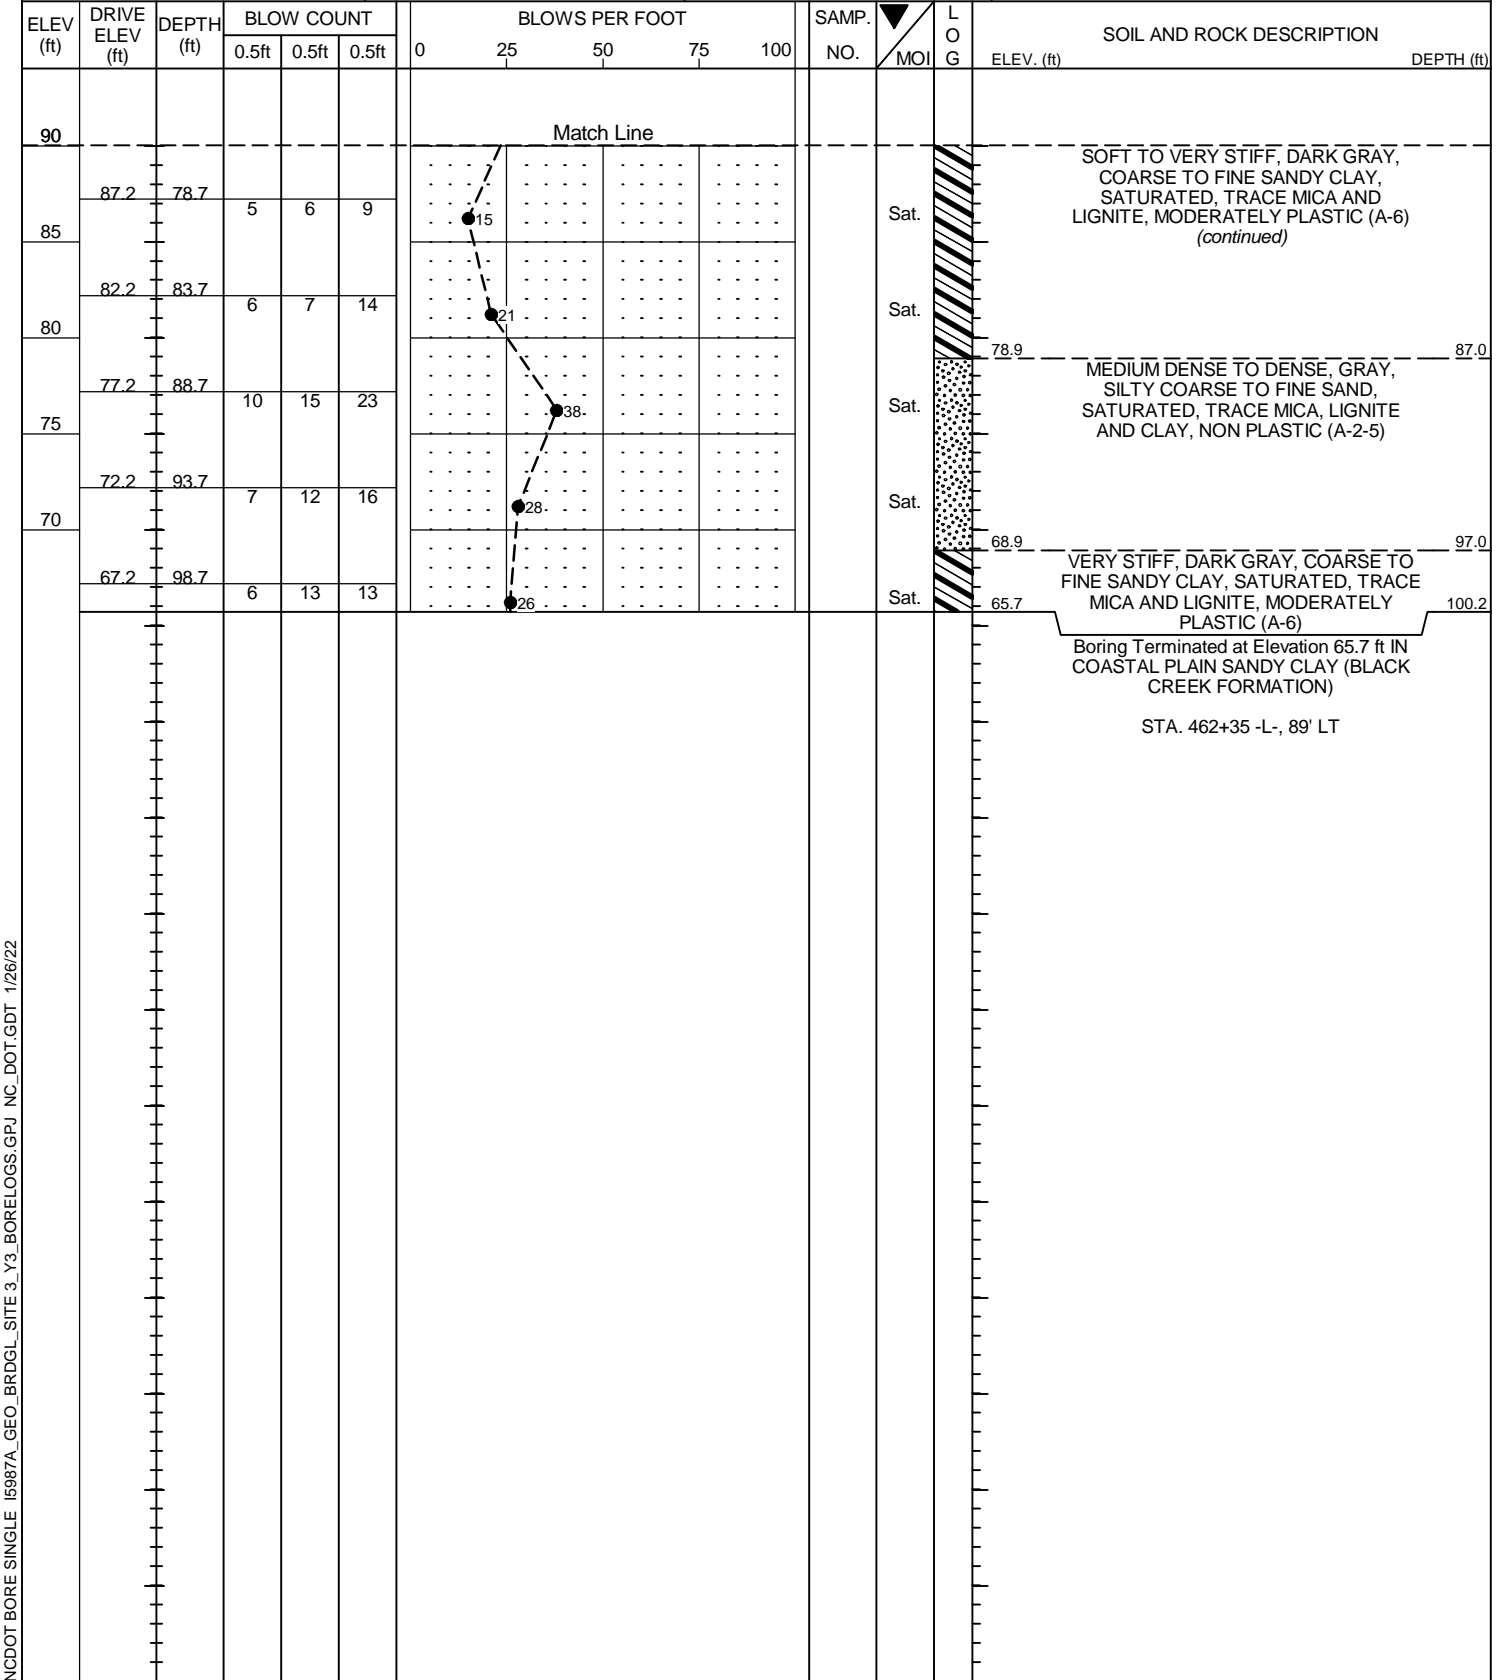 ELEV (ft) DRIVE ELEV (ft) DEPTH (ft) BLOW COUNT BLOWS PER FOOT SAMP. NO. MOI LOG SOIL AND ROCK DESCRIPTION
0.5ft 0.5ft 0.5ft 0 25 50 75 100 ELEV. (ft) DEPTH (ft)
90 Match Line
SOFT TO VERY STIFF, DARK GRAY,
COARSE TO FINE SANDY CLAY,
SATURATED, TRACE MICA AND
LIGNITE, MODERATELY PLASTIC (A-6)
(continued)
87.2 78.7 5 6 9 15 Sat.
85
82.2 83.7 6 7 14 21 Sat.
80
78.9 87.0
MEDIUM DENSE TO DENSE, GRAY,
SILTY COARSE TO FINE SAND,
SATURATED, TRACE MICA, LIGNITE
AND CLAY, NON PLASTIC (A-2-5)
77.2 88.7 10 15 23 38 Sat.
75
72.2 93.7 7 12 16 28 Sat.
70
68.9 97.0
VERY STIFF, DARK GRAY, COARSE TO
FINE SANDY CLAY, SATURATED, TRACE
MICA AND LIGNITE, MODERATELY
PLASTIC (A-6)
67.2 98.7 6 13 13 26 Sat.
65.7 100.2
Boring Terminated at Elevation 65.7 ft IN
COASTAL PLAIN SANDY CLAY (BLACK
CREEK FORMATION)
STA. 462+35 -L-, 89' LT
NCDOT BORE SINGLE I5987A_GEO_BRDGL_SITE 3_Y3_BORELOGS.GPJ NC_DOT.GDT 1/26/22